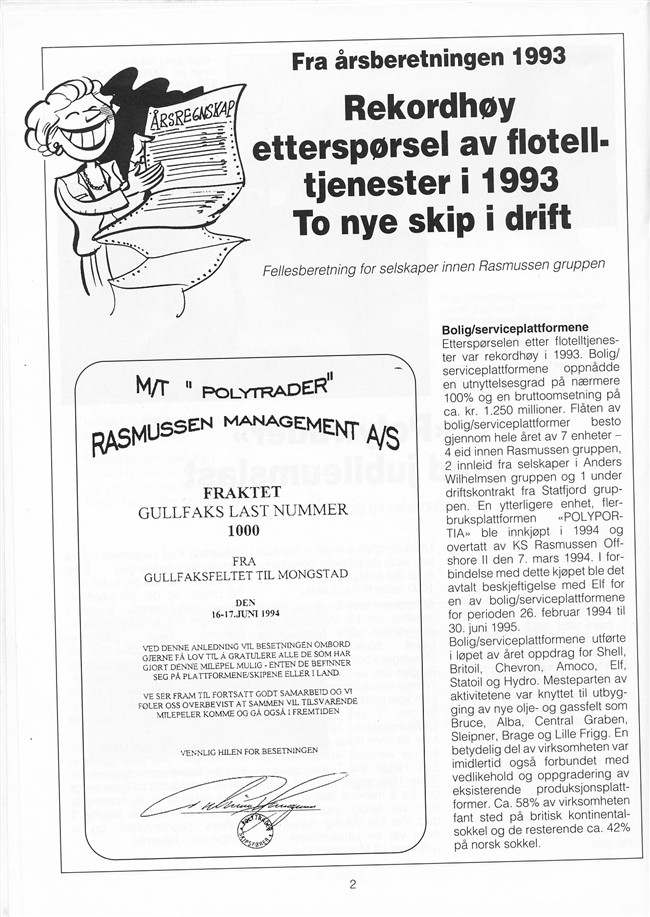 Fra årsberetningen 1993
ÅRSREGNSKAP
Rekordhøy
etterspørsel av flotell-
tjenester i 1993
To nye skip i drift
Fellesberetning for selskaper innen Rasmussen gruppen
M/T " POLYTRADER"
RASMUSSEN MANAGEMENT A/S
FRAKTET
GULLFAKS LAST NUMMER
1000
FRA
GULLFAKSFELTET TIL MONGSTAD
DEN
16-17.JUNI 1994
VED DENNE ANLEDNING VIL BESETNINGEN OMBORD
GJERNE FÅ LOV TIL Å GRATULERE ALLE DE SOM HAR
GJORT DENNE MILEPEL MULIG - ENTEN DE BEFINNER
SEG PÅ PLATTFORMENE/SKIPENE ELLER I LAND.
VE SER FRAM TIL FORTSATT GODT SAMARBEID OG VI
FØLER OSS OVERBEVIST AT SAMMEN VIL TILSVARENDE
MILEPELER KOMME OG GÅ OGSÅ I FREMTIDEN
VENNLIG HILEN FOR BESETNINGEN
POLYTRADER
SKIPSFØRER
Bolig/serviceplattformene
Etterspørselen etter flotelltjenes-
ter var rekordhøy i 1993. Bolig/
serviceplattformene oppnådde
en utnyttelsesgrad på nærmere
100% og en bruttoomsetning på
ca. kr. 1.250 millioner. Flåten av
bolig/serviceplattformer besto
gjennom hele året av 7 enheter –
4 eid innen Rasmussen gruppen,
2 innleid fra selskaper i Anders
Wilhelmsen gruppen og 1 under
driftskontrakt fra Statfjord grup-
pen. En ytterligere enhet, fler-
bruksplattformen «POLYPOR-
TIA» ble innkjøpt i 1994 og
overtatt av KS Rasmussen Off-
shore II den 7. mars 1994. I for-
bindelse med dette kjøpet ble det
avtalt beskjeftigelse med Elf for
en av bolig/serviceplattformene
for perioden 26. februar 1994 til
30. juni 1995.
Bolig/serviceplattformene utførte
i løpet av året oppdrag for Shell,
Britoil, Chevron, Amoco, Elf,
Statoil og Hydro. Mesteparten av
aktivitetene var knyttet til utbyg-
ging av nye olje- og gassfelt som
Bruce, Alba, Central Graben,
Sleipner, Brage og Lille Frigg. En
betydelig del av virksomheten var
imidlertid også forbundet med
vedlikehold og oppgradering av
eksisterende produksjonsplatt-
former. Ca. 58% av virksomheten
fant sted på britisk kontinental-
sokkel og de resterende ca. 42%
på norsk sokkel.
2